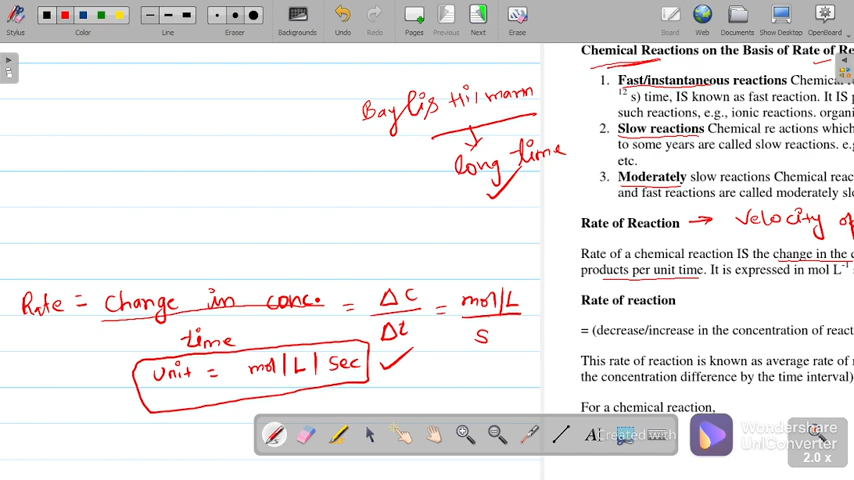 Stylus
Color
Line
Eraser
Backgrounds
Undo
Redo
Pages
Previous
Next
Erase
Board
Web
Documents
Show Desktop
OpenBoard
Baylis Hilmann
long time
Rate = Change in conc. = ΔC = mol/L
time Δt S
Unit = mol/L/sec
Chemical Reactions on the Basis of Rate of Re
1. Fast/instantaneous reactions Chemical re
12 s) time, IS known as fast reaction. It IS p
such reactions, e.g., ionic reactions. organi
2. Slow reactions Chemical re actions which
to some years are called slow reactions. e.g
etc.
3. Moderately slow reactions Chemical reac
and fast reactions are called moderately slo
Rate of Reaction → Velocity of
Rate of a chemical reaction IS the change in the c
products per unit time. It is expressed in mol L-1
Rate of reaction
= (decrease/increase in the concentration of react
This rate of reaction is known as average rate of r
the concentration difference by the time interval)
For a chemical reaction,
Created with
Wondershare
UniConverter
2.0 x